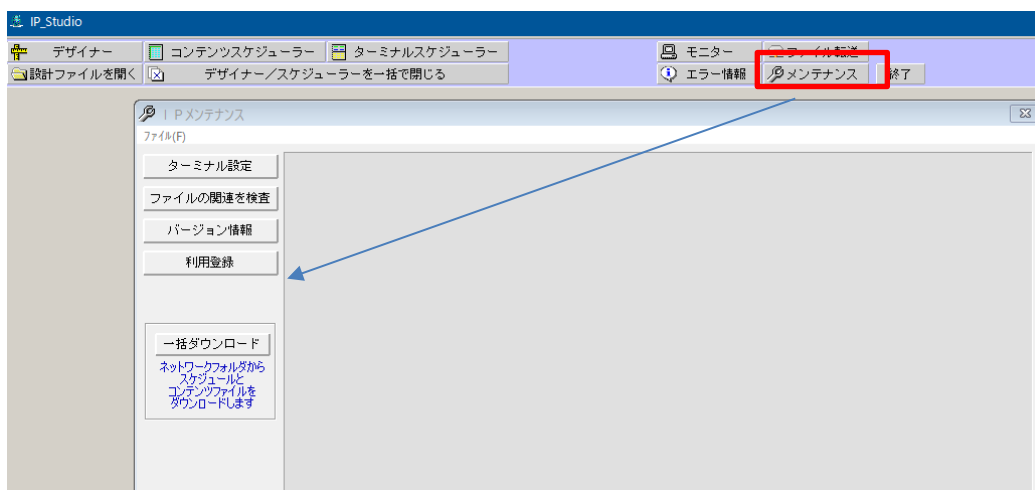 IP_Studio
デザイナー コンテンツスケジューラー ターミナルスケジューラー モニター ファイル転送
設計ファイルを開く デザイナー/スケジューラーを一括で閉じる エラー情報 メンテナンス 終了
IPメンテナンス
ファイル(F)
ターミナル設定
ファイルの関連を検査
バージョン情報
利用登録
一括ダウンロード
ネットワークフォルダから
スケジュールと
コンテンツファイルを
ダウンロードします